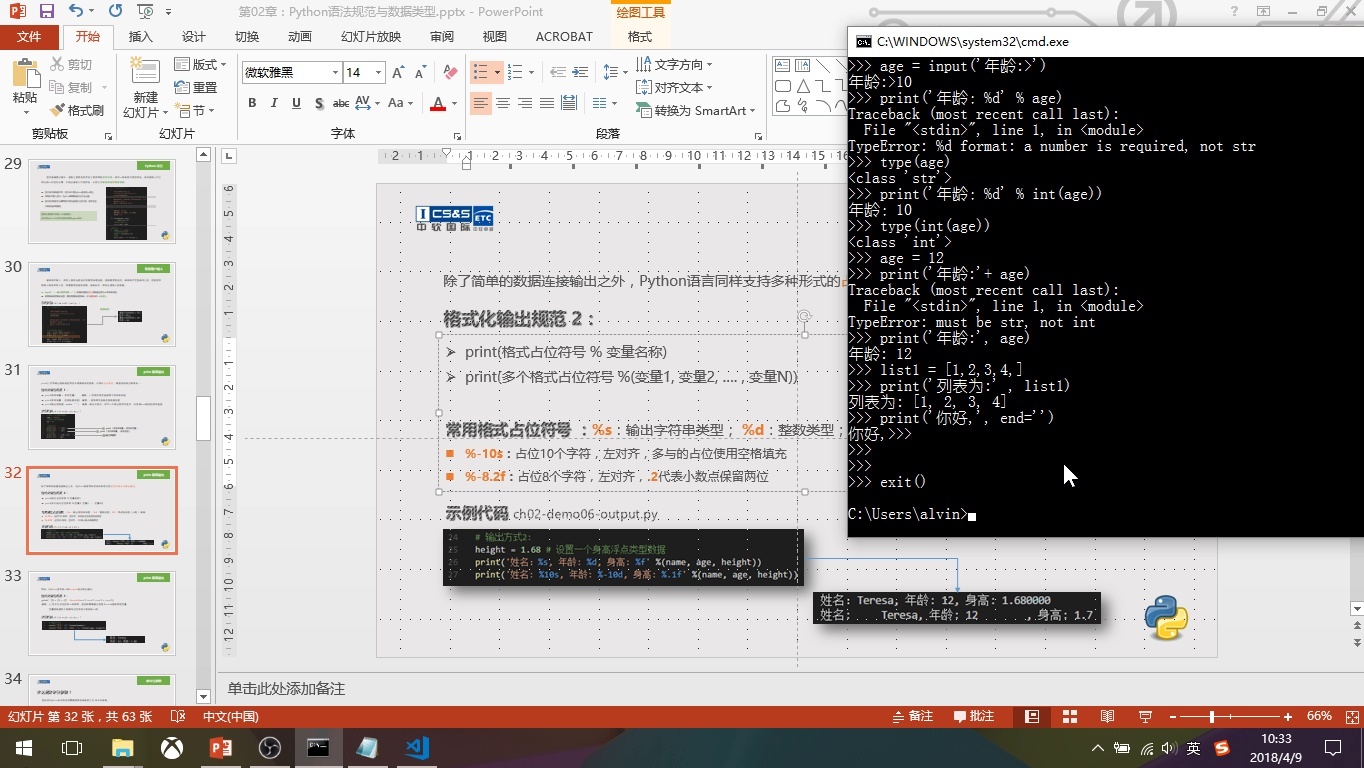 第02章：Python语法规范与数据类型.pptx - PowerPoint
绘图工具
文件 开始 插入 设计 切换 动画 幻灯片放映 审阅 视图 ACROBAT 格式
粘贴
剪切
复制
格式刷
剪贴板
新建
幻灯片
版式
重置
节
幻灯片
微软雅黑 14
字体
文字方向
对齐文本
转换为 SmartArt
段落
C:\WINDOWS\system32\cmd.exe
>>> age = input('年龄:>')
年龄:>10
>>> print('年龄: %d' % age)
Traceback (most recent call last):
  File "<stdin>", line 1, in <module>
TypeError: %d format: a number is required, not str
>>> type(age)
<class 'str'>
>>> print('年龄: %d' % int(age))
年龄: 10
>>> type(int(age))
<class 'int'>
>>> age = 12
>>> print('年龄:'+ age)
Traceback (most recent call last):
  File "<stdin>", line 1, in <module>
TypeError: must be str, not int
>>> print('年龄:', age)
年龄: 12
>>> list1 = [1,2,3,4,]
>>> print('列表为:', list1)
列表为: [1, 2, 3, 4]
>>> print('你好,', end='')
你好,>>>
>>>
>>> exit()
C:\Users\alvin>
29
30
31
32
33
34
CS&S ETC
中软国际
除了简单的数据连接输出之外，Python语言同样支持多种形式的
格式化输出规范 2：
print(格式占位符号 % 变量名称)
print(多个格式占位符号 %(变量1, 变量2, .... , 变量N))
常用格式占位符号 ：%s：输出字符串类型； %d：整数类型；
%-10s：占位10个字符，左对齐，多与的占位使用空格填充
%-8.2f：占位8个字符，左对齐，.2代表小数点保留两位
示例代码 ch02-demo06-output.py
24 # 输出方式2:
25 height = 1.68 # 设置一个身高浮点类型数据
26 print('姓名: %s, 年龄: %d, 身高: %f' %(name, age, height))
27 print('姓名: %10s, 年龄: %-10d, 身高: %.1f' %(name, age, height))
姓名: Teresa, 年龄: 12, 身高: 1.680000
姓名:     Teresa, 年龄: 12        , 身高: 1.7
单击此处添加备注
幻灯片 第 32 张，共 63 张 中文(中国) 备注 批注 66%
英
10:33
2018/4/9